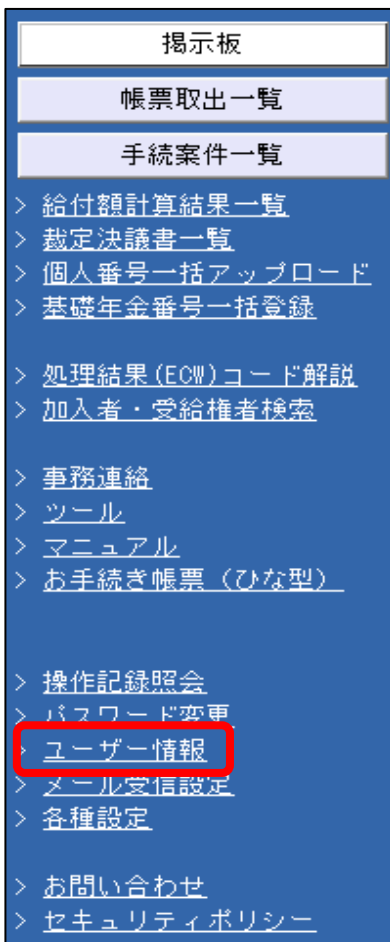 掲示板
帳票取出一覧
手続案件一覧
> 給付額計算結果一覧
> 裁定決議書一覧
> 個人番号一括アップロード
> 基礎年金番号一括登録
> 処理結果(ECW)コード解説
> 加入者・受給権者検索
> 事務連絡
> ツール
> マニュアル
> お手続き帳票（ひな型）
> 操作記録照会
> パスワード変更
> ユーザー情報
> メール受信設定
> 各種設定
> お問い合わせ
> セキュリティポリシー